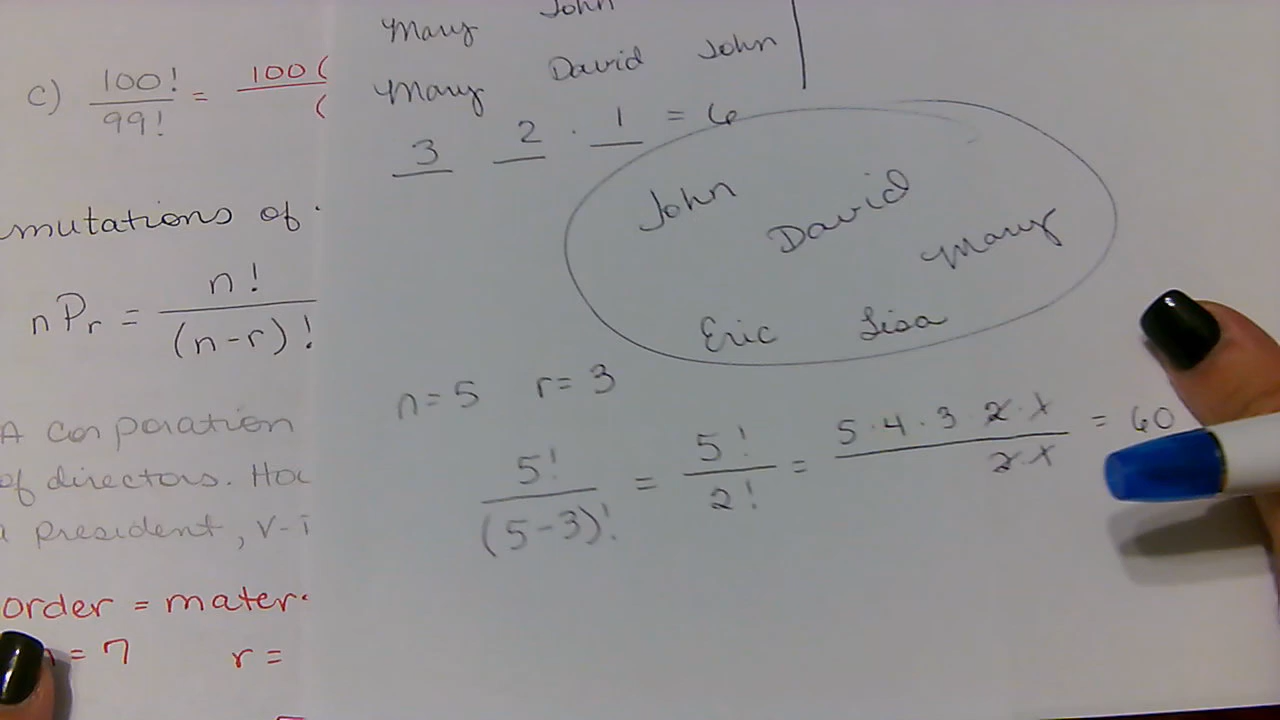 c) 100! / 99! = 100(
(
mutations of
nPr = n! / (n-r)!
A corporation
of directors. Hou
a president, V-
order = mater
= 7 r =
Mary John
Mary David John
3 2 · 1 = 6
John
David
Mary
Eric Lisa
n=5 r=3
5! / (5-3)! = 5! / 2! = 5·4·3 2·1 / 2·1 = 60